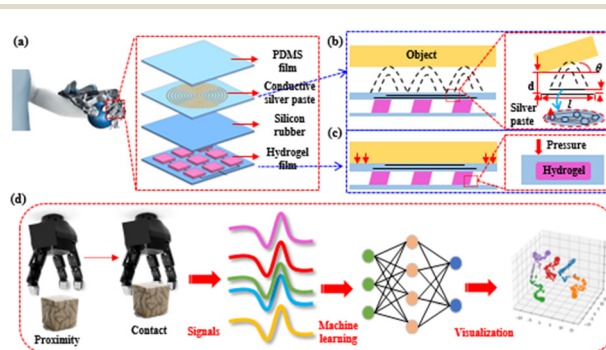 (a)
PDMS
film
Conductive
silver paste
Silicon
rubber
Hydrogel
film
(b)
Object
θ
d
l
Silver
paste
(c)
Pressure
Hydrogel
(d)
Proximity
Contact
Signals
Machine
learning
Visualization